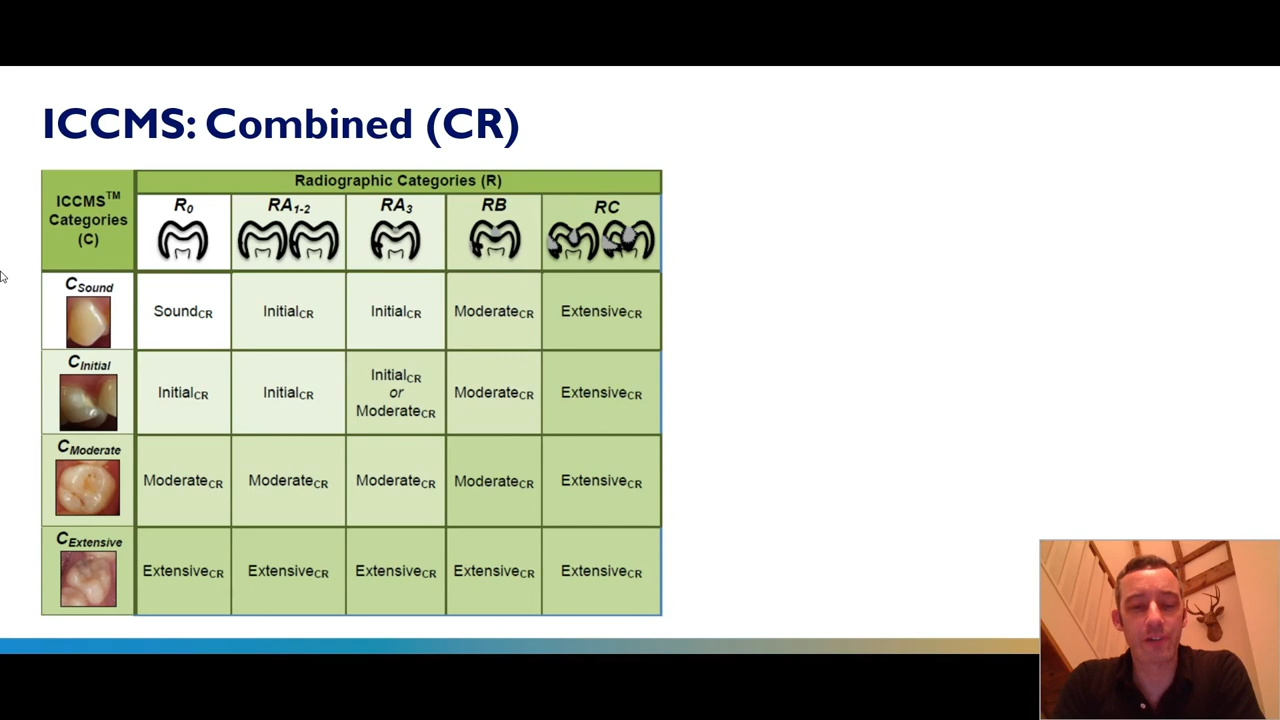 ICCMS: Combined (CR)
ICCMS™ Categories (C)
Radiographic Categories (R)
R0 RA1-2 RA3 RB RC
CSound
SoundCR InitialCR InitialCR ModerateCR ExtensiveCR
CInitial
InitialCR InitialCR InitialCR or ModerateCR ModerateCR ExtensiveCR
CModerate
ModerateCR ModerateCR ModerateCR ModerateCR ExtensiveCR
CExtensive
ExtensiveCR ExtensiveCR ExtensiveCR ExtensiveCR ExtensiveCR